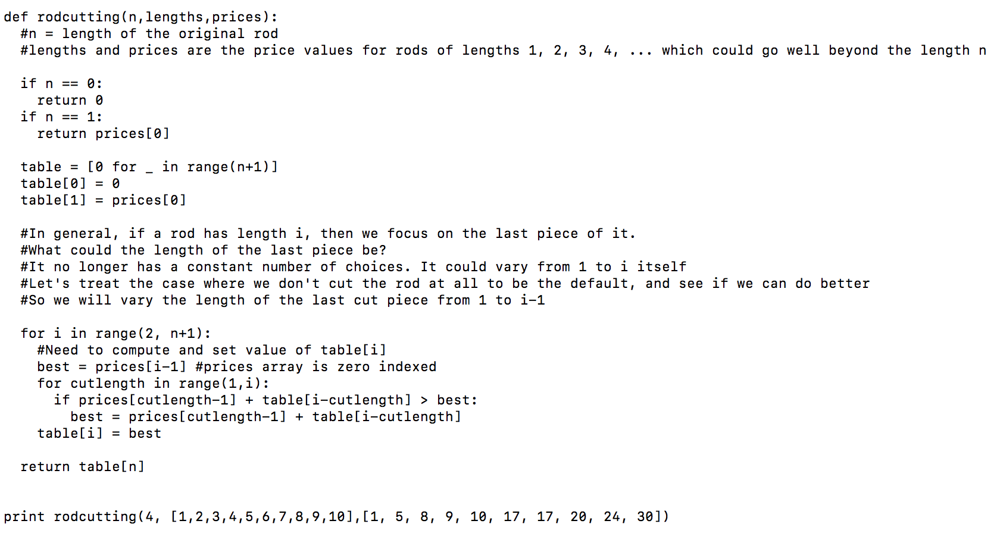 def rodcutting(n,lengths,prices):
  #n = length of the original rod
  #lengths and prices are the price values for rods of lengths 1, 2, 3, 4, ... which could go well beyond the length n
  if n == 0:
    return 0
  if n == 1:
    return prices[0]
  table = [0 for _ in range(n+1)]
  table[0] = 0
  table[1] = prices[0]
  #In general, if a rod has length i, then we focus on the last piece of it.
  #What could the length of the last piece be?
  #It no longer has a constant number of choices. It could vary from 1 to i itself
  #Let's treat the case where we don't cut the rod at all to be the default, and see if we can do better
  #So we will vary the length of the last cut piece from 1 to i-1
  for i in range(2, n+1):
    #Need to compute and set value of table[i]
    best = prices[i-1] #prices array is zero indexed
    for cutlength in range(1,i):
      if prices[cutlength-1] + table[i-cutlength] > best:
        best = prices[cutlength-1] + table[i-cutlength]
    table[i] = best
  return table[n]
print rodcutting(4, [1,2,3,4,5,6,7,8,9,10],[1, 5, 8, 9, 10, 17, 17, 20, 24, 30])